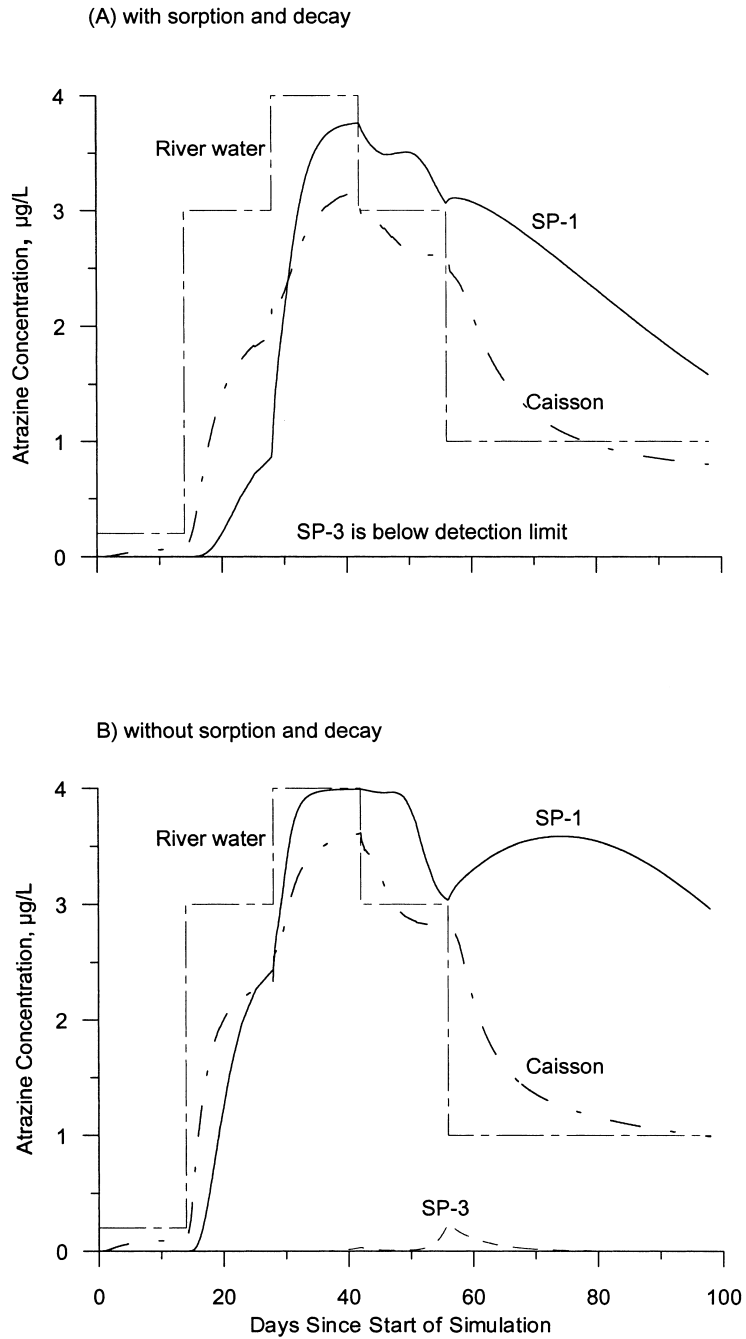 (A) with sorption and decay
4
River water
3
SP-1
2
Caisson
1
SP-3 is below detection limit
0
Atrazine Concentration, µg/L
B) without sorption and decay
4
SP-1
River water
3
2
Caisson
1
SP-3
0
Atrazine Concentration, µg/L
0 20 40 60 80 100
Days Since Start of Simulation